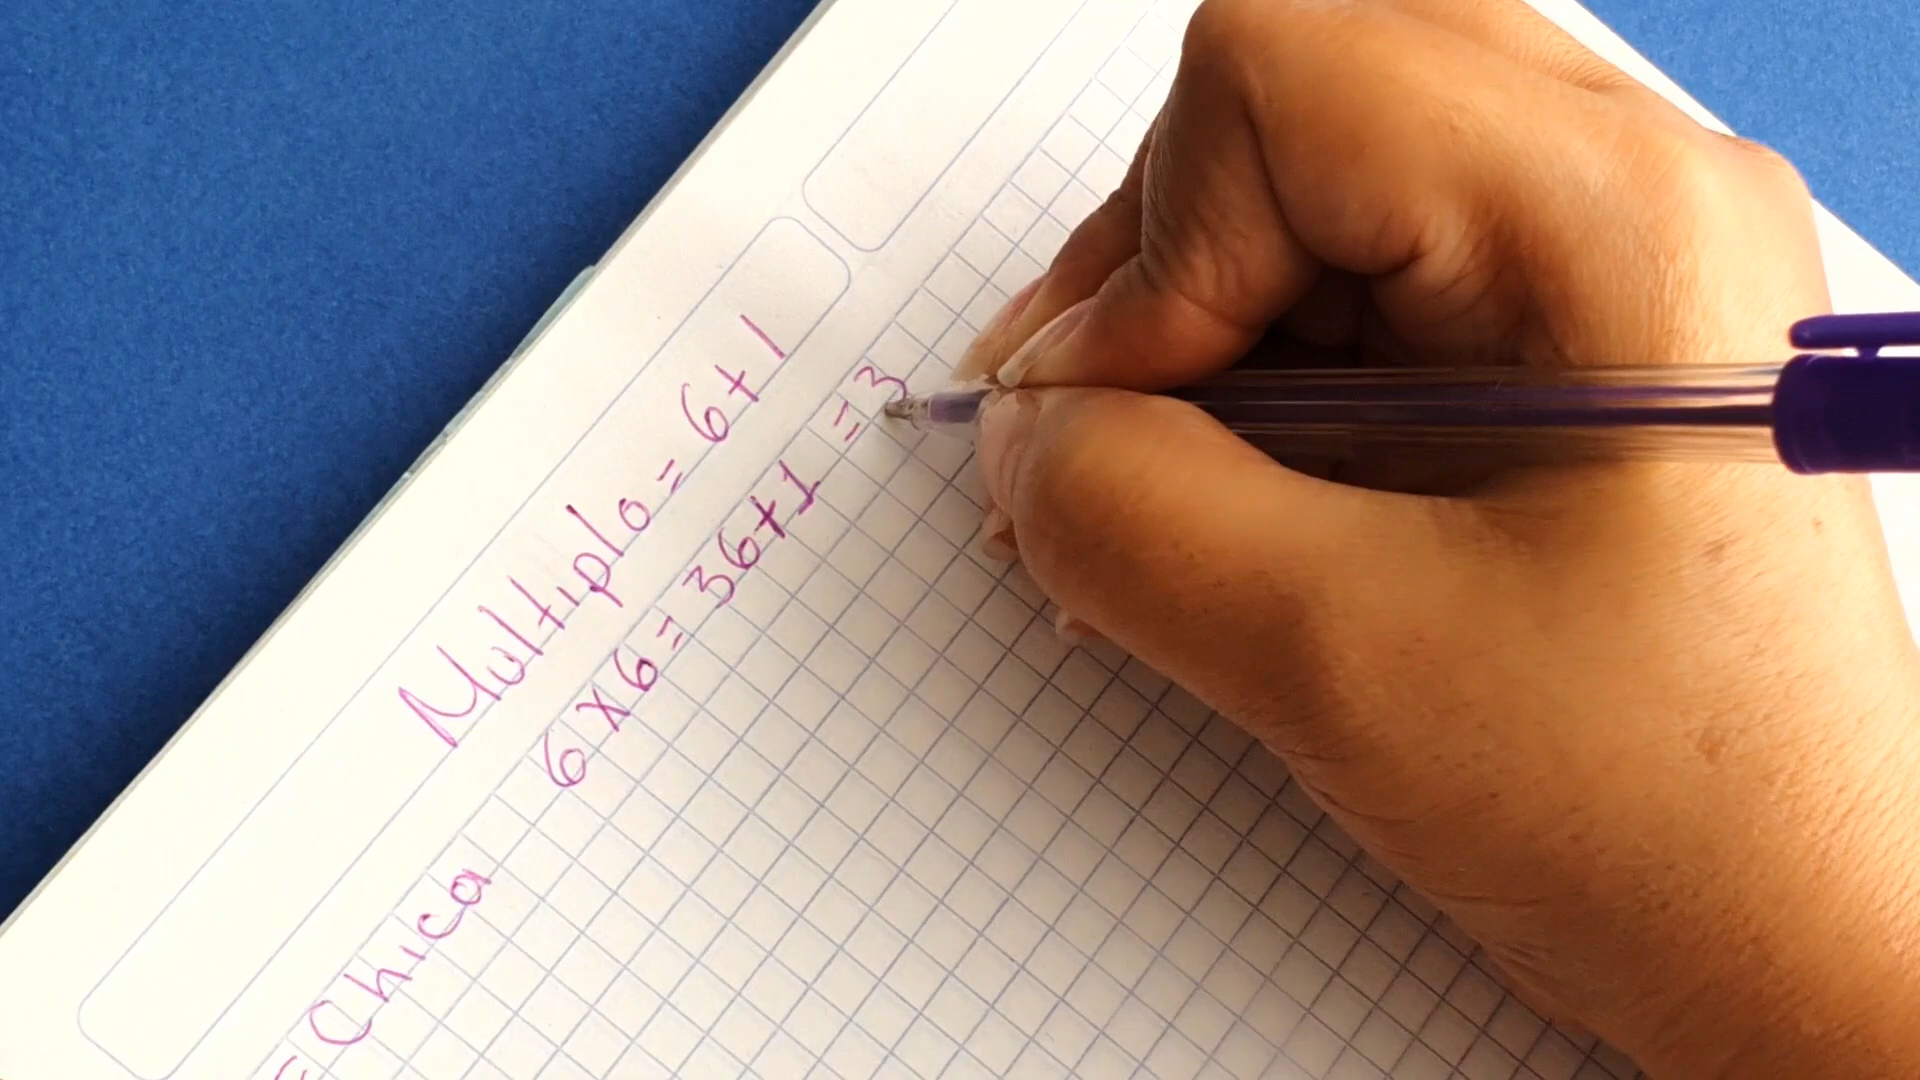 Multiplo = 6+1
Chica 6x6=36+1 = 3